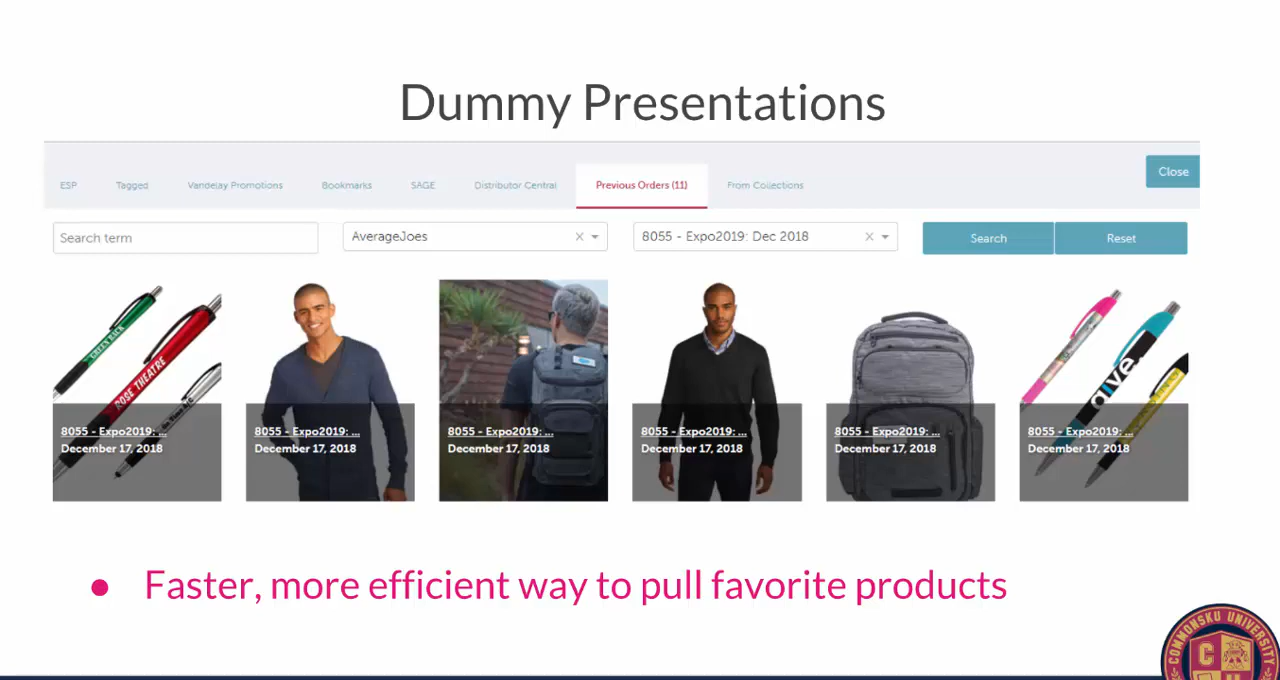 Dummy Presentations
Close
ESP Tagged Vandelay Promotions Bookmarks SAGE Distributor Central Previous Orders (11) From Collections
Search term AverageJoes × 8055 - Expo2019: Dec 2018 × Search Reset
GREEN BACK
ROSE THEATRE
alive.
8055 - Expo2019: ... 8055 - Expo2019: ... 8055 - Expo2019: ... 8055 - Expo2019: ... 8055 - Expo2019: ... 8055 - Expo2019: ...
December 17, 2018 December 17, 2018 December 17, 2018 December 17, 2018 December 17, 2018 December 17, 2018
● Faster, more efficient way to pull favorite products
COMMONSKU UNIVERSITY
C